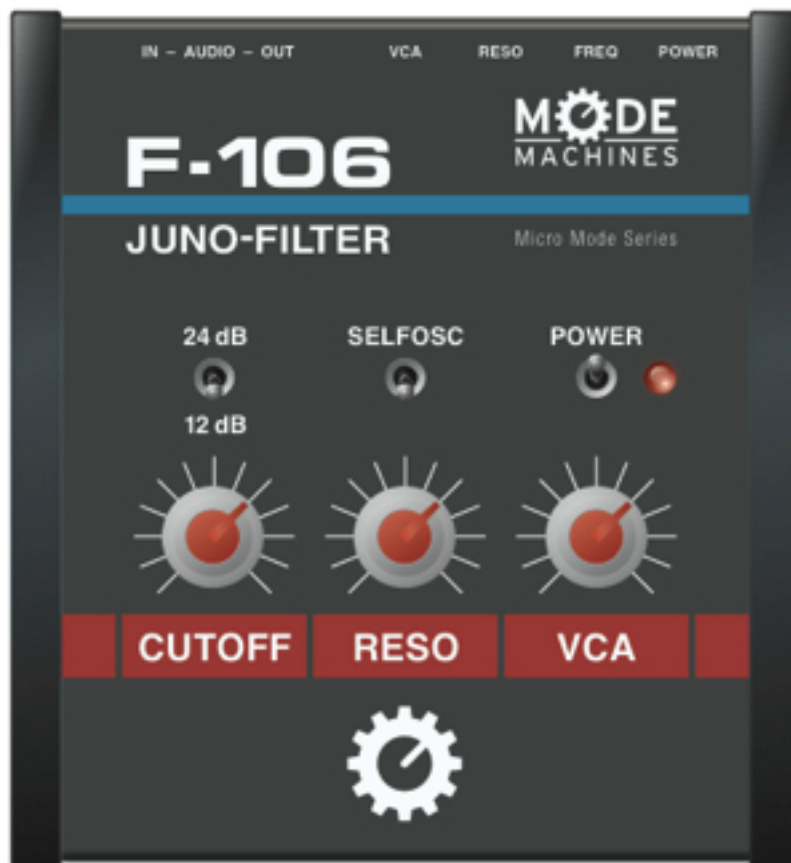 IN – AUDIO – OUT VCA RESO FREQ POWER
MODE
MACHINES
F-106
JUNO-FILTER
Micro Mode Series
24 dB SELFOSC POWER
12 dB
CUTOFF RESO VCA